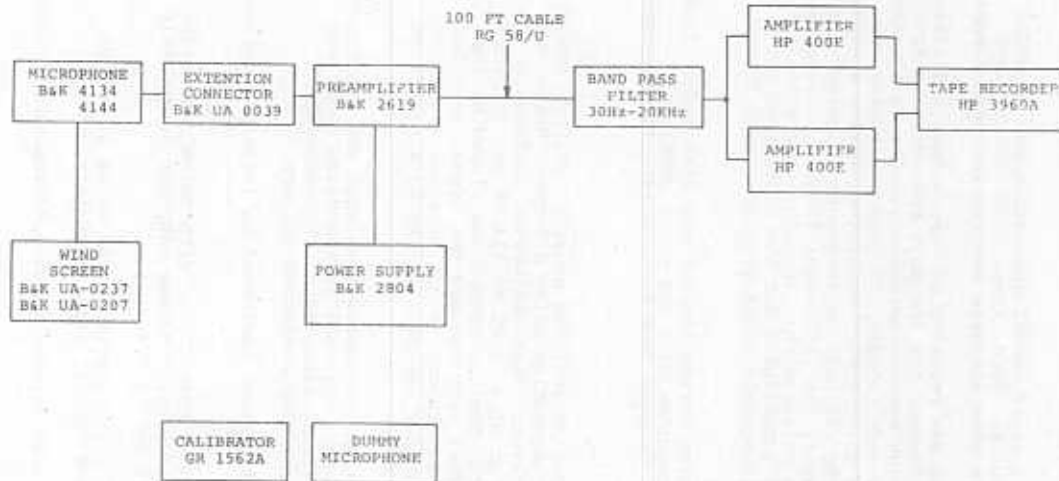 100 FT CABLE
RG 58/U
AMPLIFIER
HP 400E
MICROPHONE
B&K 4134
4144
EXTENTION
CONNECTOR
B&K UA 0039
PREAMPLIFIER
B&K 2619
BAND PASS
FILTER
30Hz-20KHz
TAPE RECORDER
HP 3960A
AMPLIFIER
HP 400E
WIND
SCREEN
B&K UA-0237
B&K UA-0207
POWER SUPPLY
B&K 2804
CALIBRATOR
GR 1562A
DUMMY
MICROPHONE